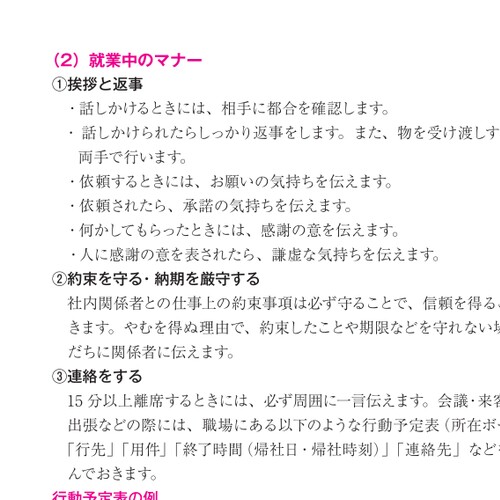 （2）就業中のマナー
①挨拶と返事
・話しかけるときには、相手に都合を確認します。
・話しかけられたらしっかり返事をします。また、物を受け渡しす
両手で行います。
・依頼するときには、お願いの気持ちを伝えます。
・依頼されたら、承諾の気持ちを伝えます。
・何かしてもらったときには、感謝の意を伝えます。
・人に感謝の意を表されたら、謙虚な気持ちを伝えます。
②約束を守る・納期を厳守する
社内関係者との仕事上の約束事項は必ず守ることで、信頼を得る
きます。やむを得ぬ理由で、約束したことや期限などを守れない
だちに関係者に伝えます。
③連絡をする
15分以上離席するときには、必ず周囲に一言伝えます。会議・来客
出張などの際には、職場にある以下のような行動予定表（所在ボ
「行先」「用件」「終了時間（帰社日・帰社時刻）」「連絡先」など
んでおきます。
行動予定表の例